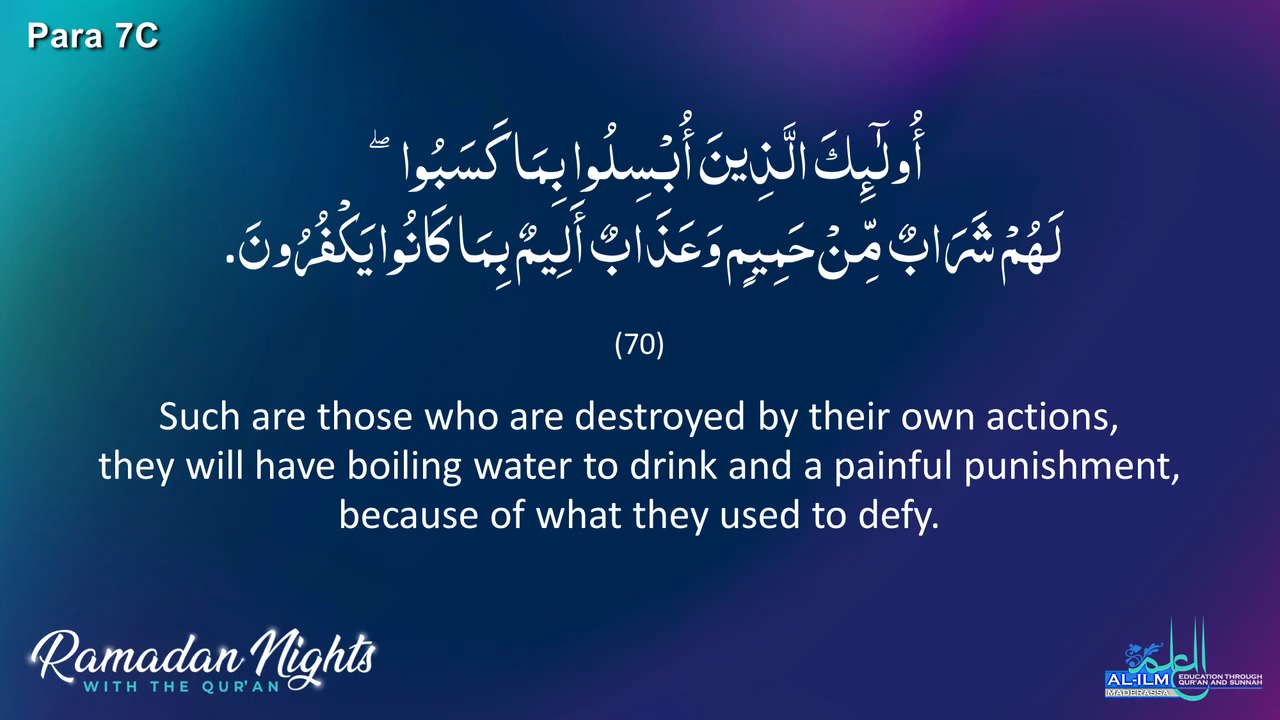 Para 7C
أُولَٰٓئِكَ الَّذِينَ أُبْسِلُوا بِمَا كَسَبُوا ۖ
لَهُمْ شَرَابٌ مِّنْ حَمِيمٍ وَعَذَابٌ أَلِيمٌ بِمَا كَانُوا يَكْفُرُونَ.
(70)
Such are those who are destroyed by their own actions,
they will have boiling water to drink and a painful punishment,
because of what they used to defy.
Ramadan Nights
WITH THE QUR'AN
العلم
AL-ILM
MADERASSA
EDUCATION THROUGH
QUR'AN AND SUNNAH